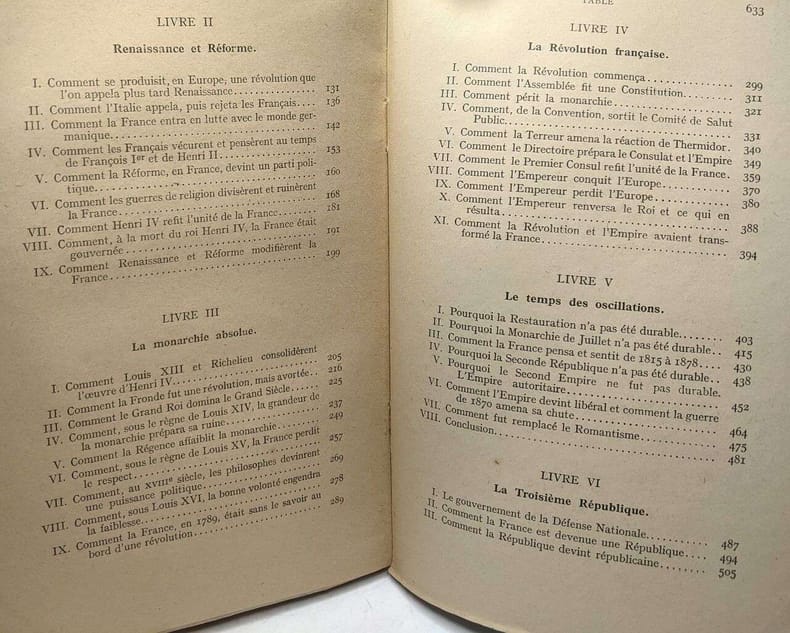 LIVRE II
Renaissance et Réforme.
I. Comment se produisit, en Europe, une révolution que
l'on appela plus tard Renaissance................ 131
II. Comment l'Italie appela, puis rejeta les Français.... 136
III. Comment la France entra en lutte avec le monde ger-
manique........................................ 142
IV. Comment les Français vécurent et pensèrent au temps
de François Ier et de Henri II.................... 153
V. Comment la Réforme, en France, devint un parti poli-
tique........................................... 160
VI. Comment les guerres de religion divisèrent et ruinèrent
la France....................................... 168
VII. Comment Henri IV refit l'unité de la France........ 181
VIII. Comment, à la mort du roi Henri IV, la France était
gouvernée...................................... 191
IX. Comment Renaissance et Réforme modifièrent la
France......................................... 199
LIVRE III
La monarchie absolue.
I. Comment Louis XIII et Richelieu consolidèrent
l'œuvre d'Henri IV............................. 205
II. Comment la Fronde fut une révolution, mais avortée.. 216
III. Comment le Grand Roi domina le Grand Siècle...... 225
IV. Comment, sous le règne de Louis XIV, la grandeur de
la monarchie prépara sa ruine................... 237
V. Comment la Régence affaiblit la monarchie........ 249
VI. Comment, sous le règne de Louis XV, la France perdit
le respect...................................... 257
VII. Comment, au XVIIIe siècle, les philosophes devinrent
une puissance politique......................... 269
VIII. Comment, sous Louis XVI, la bonne volonté engendra
la faiblesse..................................... 278
IX. Comment la France, en 1789, était sans le savoir au
bord d'une révolution.......................... 289
TABLE 633
LIVRE IV
La Révolution française.
I. Comment la Révolution commença................ 299
II. Comment l'Assemblée fit une Constitution.......... 311
III. Comment périt la monarchie...................... 321
IV. Comment, de la Convention, sortit le Comité de Salut
Public......................................... 331
V. Comment la Terreur amena la réaction de Thermidor. 340
VI. Comment le Directoire prépara le Consulat et l'Empire 349
VII. Comment le Premier Consul refit l'unité de la France. 359
VIII. Comment l'Empereur conquit l'Europe............ 370
IX. Comment l'Empereur perdit l'Europe.............. 380
X. Comment l'Empereur renversa le Roi et ce qui en
résulta........................................ 388
XI. Comment la Révolution et l'Empire avaient trans-
formé la France................................ 394
LIVRE V
Le temps des oscillations.
I. Pourquoi la Restauration n'a pas été durable........ 403
II. Pourquoi la Monarchie de Juillet n'a pas été durable.. 415
III. Comment la France pensa et sentit de 1815 à 1878.... 430
IV. Pourquoi la Seconde République n'a pas été durable.. 438
V. Pourquoi le Second Empire ne fut pas durable.
L'Empire autoritaire............................ 452
VI. Comment l'Empire devint libéral et comment la guerre
de 1870 amena sa chute......................... 464
VII. Comment fut remplacé le Romantisme............. 475
VIII. Conclusion..................................... 481
LIVRE VI
La Troisième République.
I. Le gouvernement de la Défense Nationale.......... 487
II. Comment la France est devenue une République.... 494
III. Comment la République devint républicaine........ 505